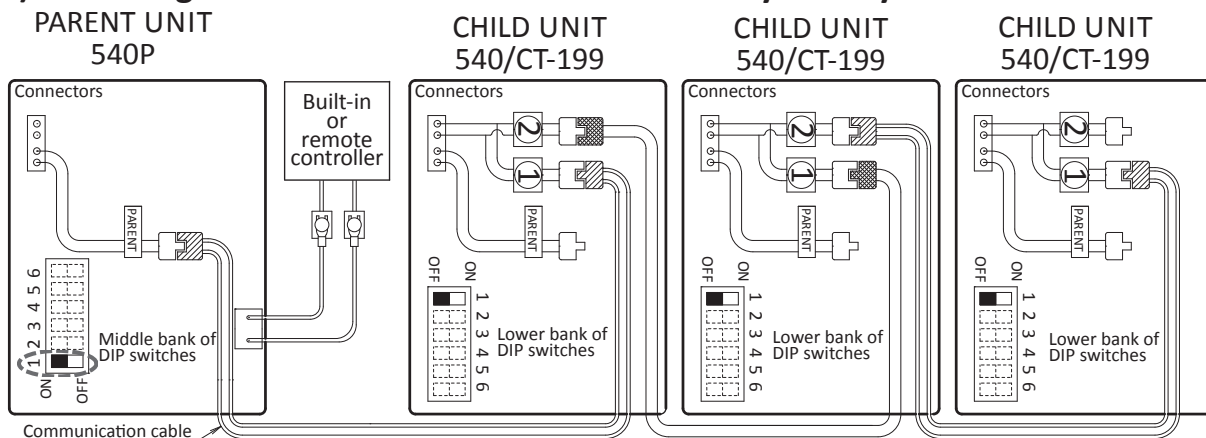 PARENT UNIT
540P
Connectors
PARENT
6
5
4
3
2
1
ON
OFF
Middle bank of
DIP switches
Communication cable
Built-in
or
remote
controller
CHILD UNIT
540/CT-199
Connectors
2
1
PARENT
OFF
ON
1
2
3
4
5
6
Lower bank of
DIP switches
CHILD UNIT
540/CT-199
Connectors
2
1
PARENT
OFF
ON
1
2
3
4
5
6
Lower bank of
DIP switches
CHILD UNIT
540/CT-199
Connectors
2
1
PARENT
OFF
ON
1
2
3
4
5
6
Lower bank of
DIP switches